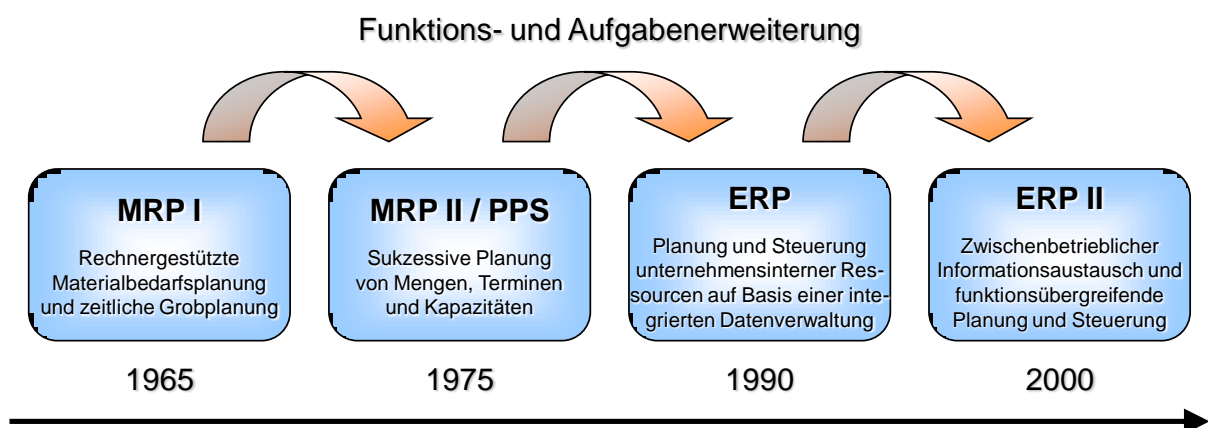 Funktions- und Aufgabenerweiterung
MRP I
Rechnergestützte
Materialbedarfsplanung
und zeitliche Grobplanung
MRP II / PPS
Sukzessive Planung
von Mengen, Terminen
und Kapazitäten
ERP
Planung und Steuerung
unternehmensinterner Res-
sourcen auf Basis einer inte-
grierten Datenverwaltung
ERP II
Zwischenbetrieblicher
Informationsaustausch und
funktionsübergreifende
Planung und Steuerung
1965
1975
1990
2000